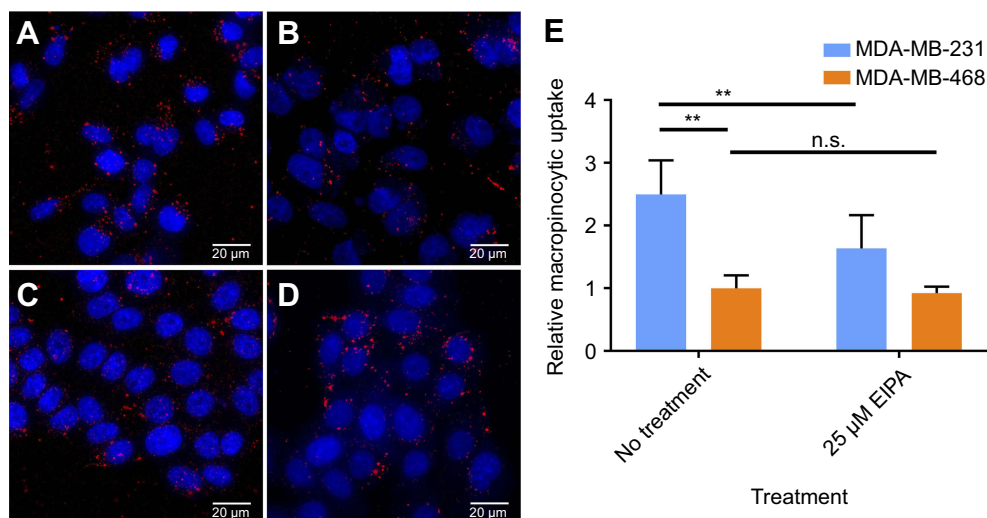 A
B
20 µm
20 µm
C
D
20 µm
20 µm
E
MDA-MB-231
MDA-MB-468
Relative macropinocytic uptake
4
3
2
1
0
**
**
n.s.
No treatment
25 µM EIPA
Treatment